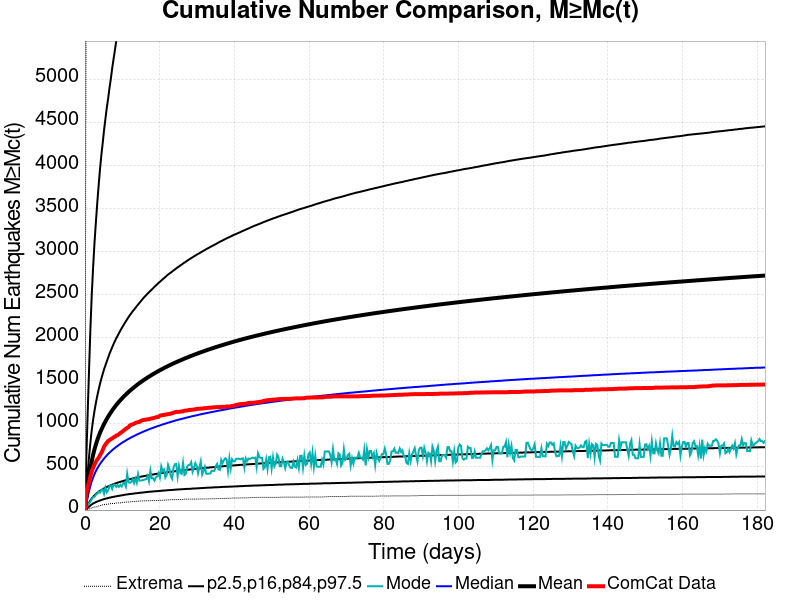 Cumulative Number Comparison, M≥Mc(t)
Cumulative Num Earthquakes M≥Mc(t)
5000
4500
4000
3500
3000
2500
2000
1500
1000
500
0
0 20 40 60 80 100 120 140 160 180
Time (days)
Extrema p2.5,p16,p84,p97.5 Mode Median Mean ComCat Data